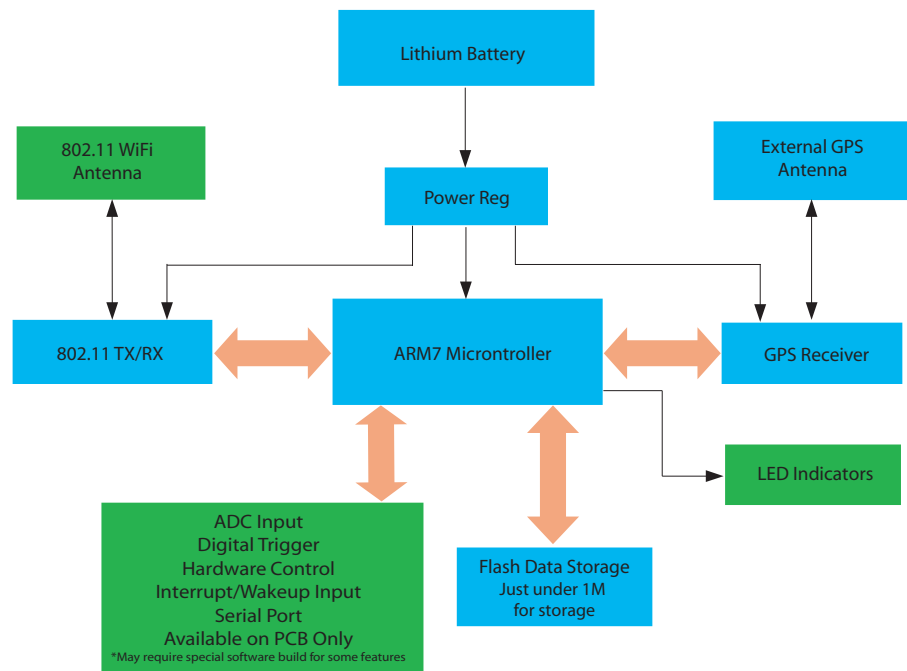 Lithium Battery
802.11 WiFi
Antenna
External GPS
Antenna
Power Reg
802.11 TX/RX
ARM7 Microntroller
GPS Receiver
LED Indicators
ADC Input
Digital Trigger
Hardware Control
Interrupt/Wakeup Input
Serial Port
Available on PCB Only
*May require special software build for some features
Flash Data Storage
Just under 1M
for storage